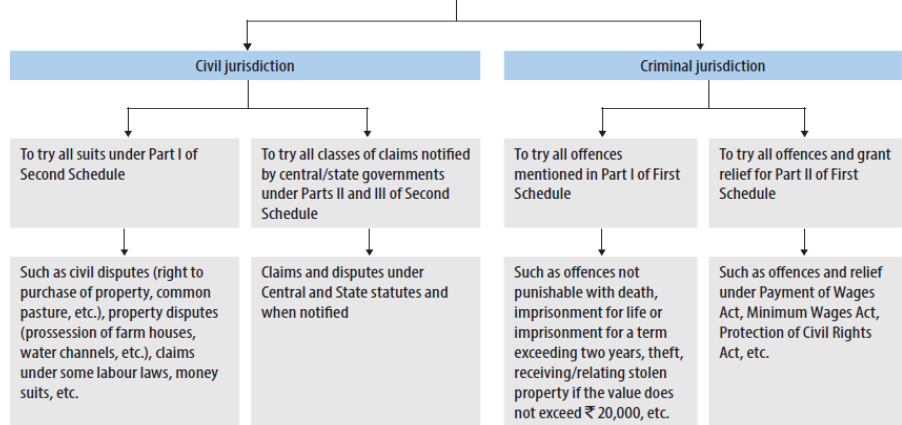 Civil jurisdiction
Criminal jurisdiction
To try all suits under Part I of
Second Schedule
To try all classes of claims notified
by central/state governments
under Parts II and III of Second
Schedule
To try all offences
mentioned in Part I of First
Schedule
To try all offences and grant
relief for Part II of First
Schedule
Such as civil disputes (right to
purchase of property, common
pasture, etc.), property disputes
(prossession of farm houses,
water channels, etc.), claims
under some labour laws, money
suits, etc.
Claims and disputes under
Central and State statutes and
when notified
Such as offences not
punishable with death,
imprisonment for life or
imprisonment for a term
exceeding two years, theft,
receiving/relating stolen
property if the value does
not exceed ₹ 20,000, etc.
Such as offences and relief
under Payment of Wages
Act, Minimum Wages Act,
Protection of Civil Rights
Act, etc.